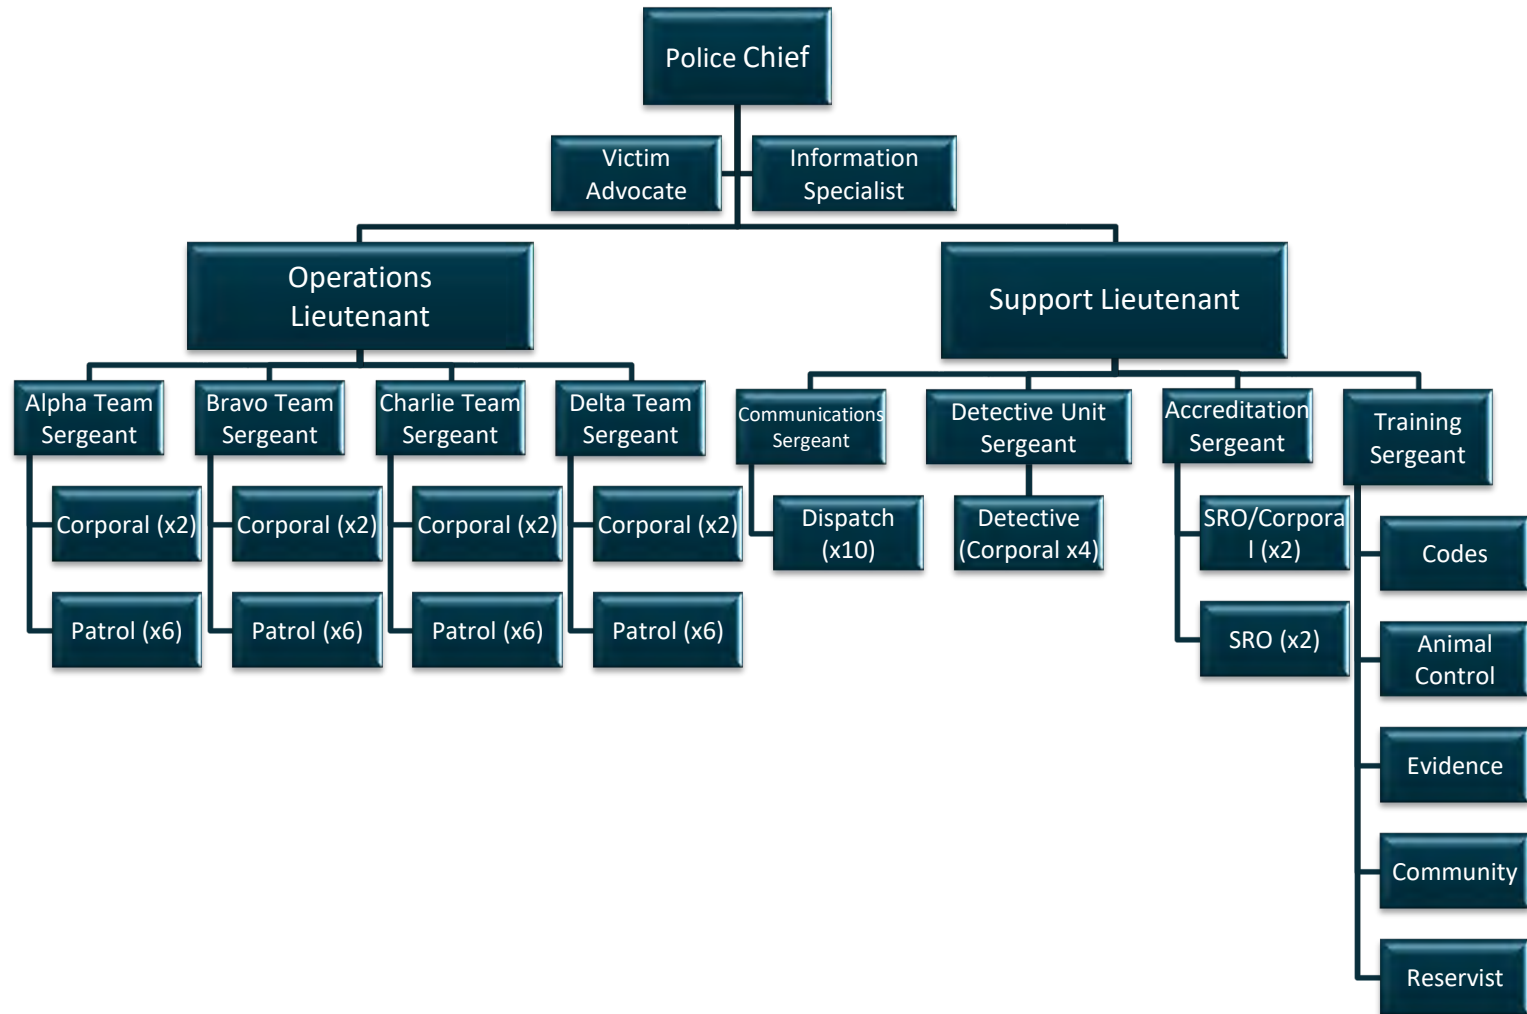 Police Chief
Victim
Advocate
Information
Specialist
Operations
Lieutenant
Support Lieutenant
Alpha Team
Sergeant
Bravo Team
Sergeant
Charlie Team
Sergeant
Delta Team
Sergeant
Communications
Sergeant
Detective Unit
Sergeant
Accreditation
Sergeant
Training
Sergeant
Corporal (x2)
Corporal (x2)
Corporal (x2)
Corporal (x2)
Dispatch
(x10)
Detective
(Corporal x4)
SRO/Corpora
l (x2)
Codes
Patrol (x6)
Patrol (x6)
Patrol (x6)
Patrol (x6)
SRO (x2)
Animal
Control
Evidence
Community
Reservist